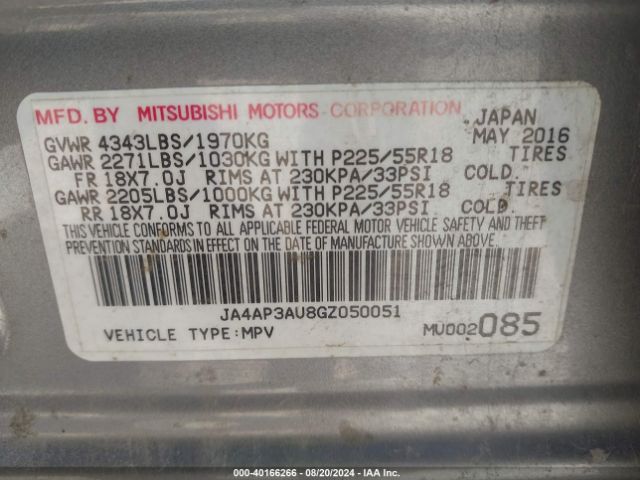 MFD. BY MITSUBISHI MOTORS CORPORATION JAPAN
GVWR 4343LBS/1970KG MAY 2016
GAWR 2271LBS/1030KG WITH P225/55R18 TIRES
FR 18X7.0J RIMS AT 230KPA/33PSI COLD.
GAWR 2205LBS/1000KG WITH P225/55R18 TIRES
RR 18X7.0J RIMS AT 230KPA/33PSI COLD
THIS VEHICLE CONFORMS TO ALL APPLICABLE FEDERAL MOTOR VEHICLE SAFETY AND THEFT
PREVENTION STANDARDS IN EFFECT ON THE DATE OF MANUFACTURE SHOWN ABOVE.
JA4AP3AU8GZ050051
VEHICLE TYPE:MPV MU002085
000-40166266 - 08/20/2024 - IAA Inc.